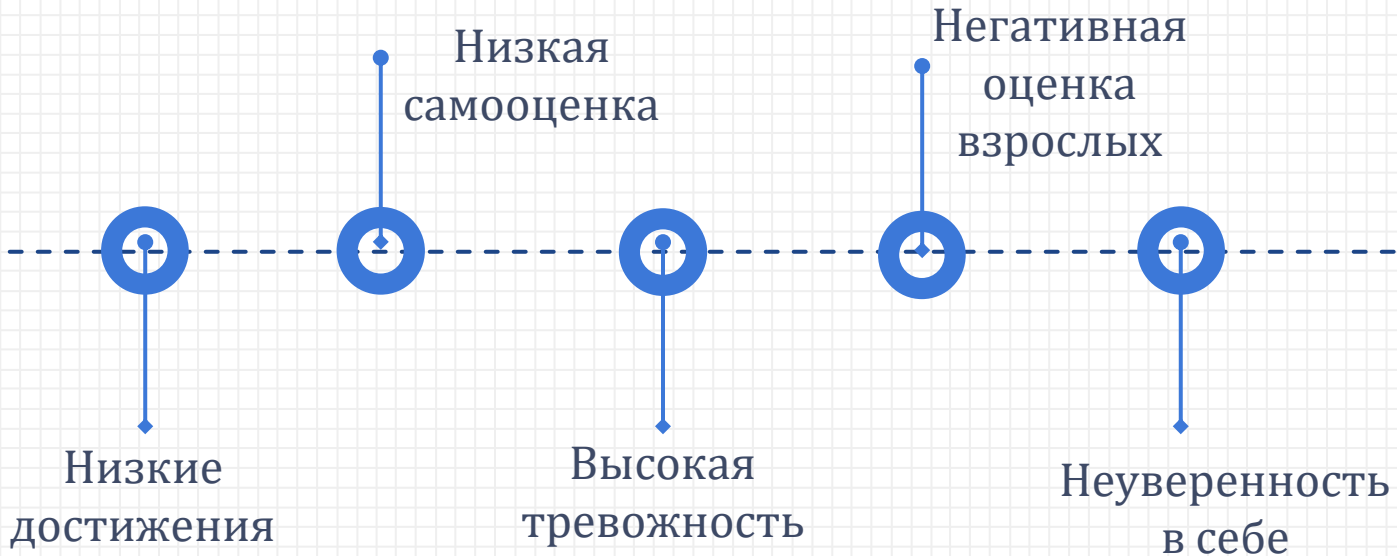 Низкая
самооценка
Негативная
оценка
взрослых
Низкие
достижения
Высокая
тревожность
Неуверенность
в себе